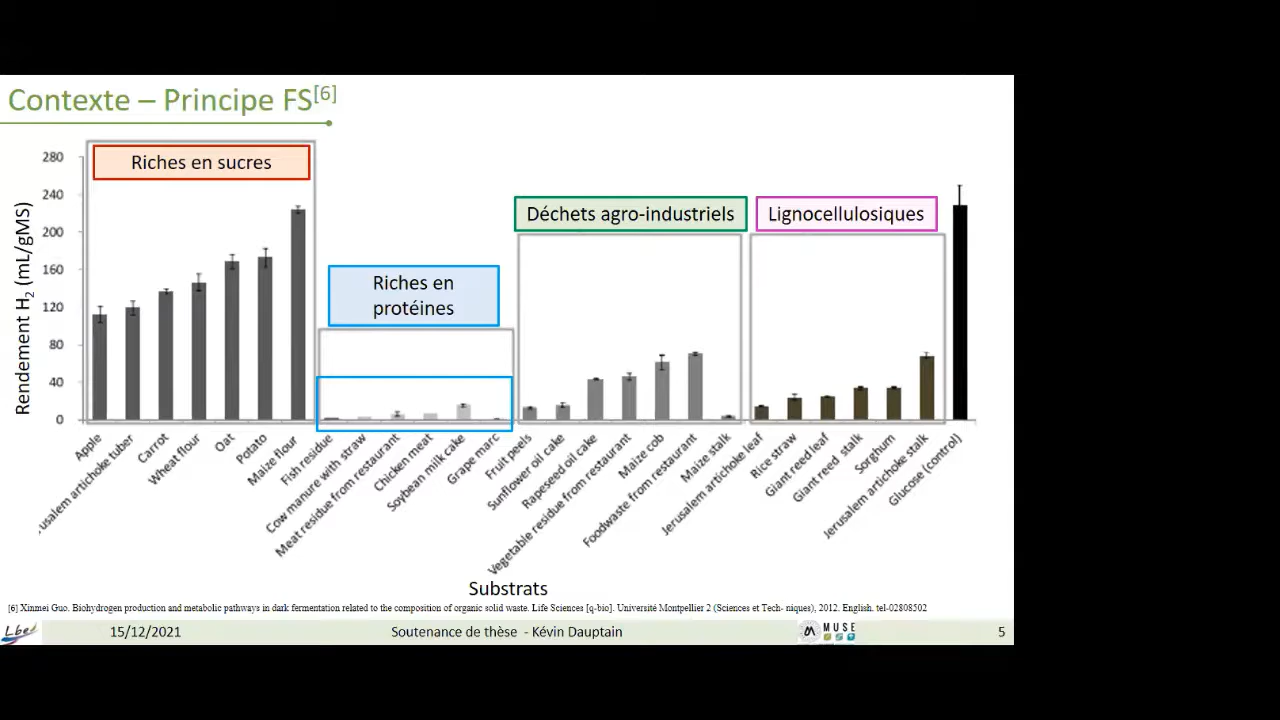 Contexte – Principe FS[6]
Riches en sucres
Déchets agro-industriels
Lignocellulosiques
Riches en
protéines
Rendement H2 (mL/gMS)
280
240
200
160
120
80
40
0
Apple
Jerusalem artichoke tuber
Carrot
Wheat flour
Oat
Potato
Maize flour
Fish residue
Cow manure with straw
Meat residue from restaurant
Chicken meat
Soybean milk cake
Grape marc
Fruit peels
Sunflower oil cake
Rapeseed oil cake
Vegetable residue from restaurant
Maize cob
Foodwaste from restaurant
Maize stalk
Jerusalem artichoke leaf
Rice straw
Giant reed leaf
Giant reed stalk
Sorghum
Jerusalem artichoke stalk
Glucose (control)
Substrats
[6] Xinmei Guo. Biohydrogen production and metabolic pathways in dark fermentation related to the composition of organic solid waste. Life Sciences [q-bio]. Université Montpellier 2 (Sciences et Tech- niques), 2012. English. tel-02808502
Lbe
15/12/2021
Soutenance de thèse - Kévin Dauptain
MUSE
5